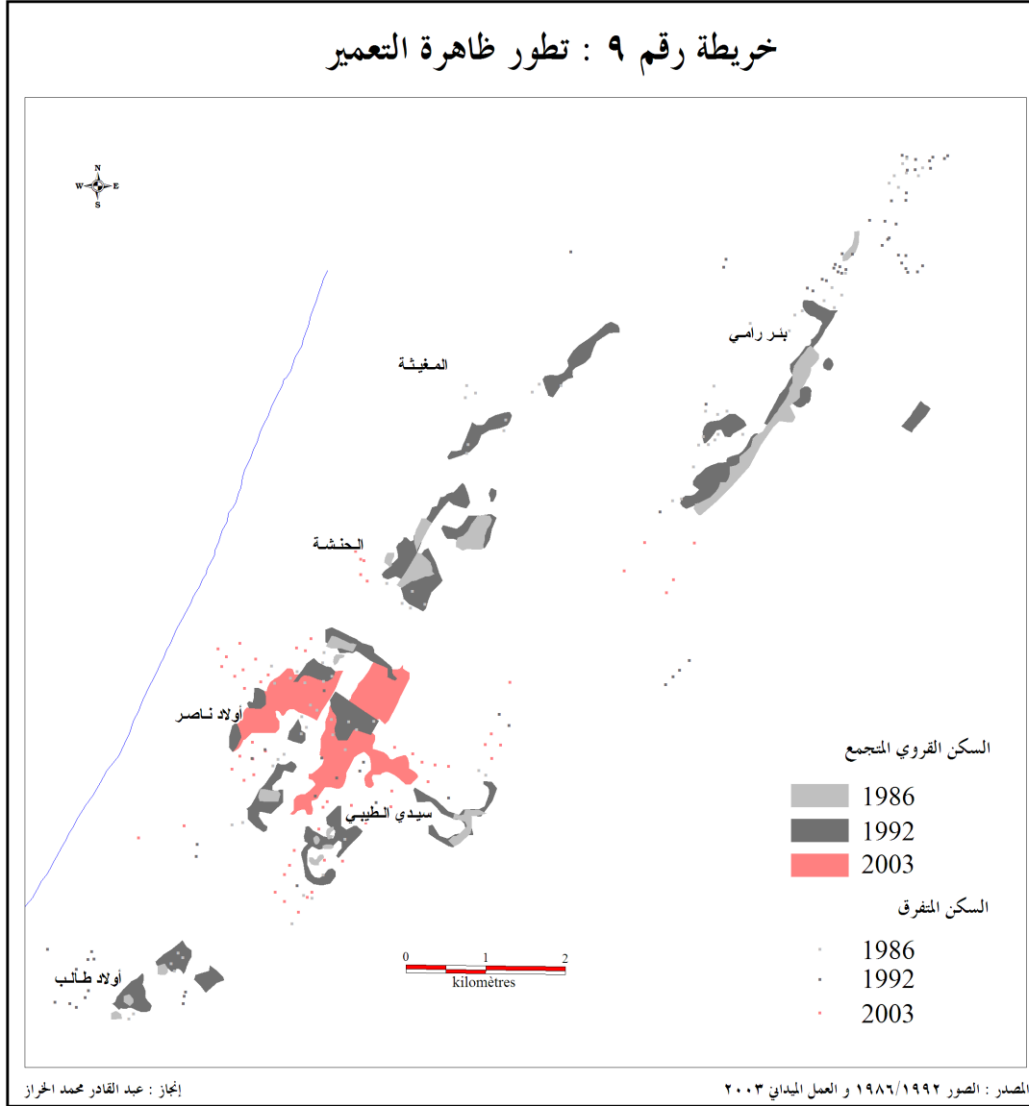 خريطة رقم ٩ : تطور ظاهرة التعمير
N
W E
S
بئر رامي
المغيثة
الحنشة
أولاد ناصر
سيدي الطيبي
أولاد طالب
السكن القروي المتجمع
1986
1992
2003
السكن المتفرق
1986
1992
2003
0 1 2
kilomètres
المصدر : الصور ١٩٨٦/١٩٩٢ و العمل الميداني ٢٠٠٣
إنجاز : عبد القادر محمد الخراز